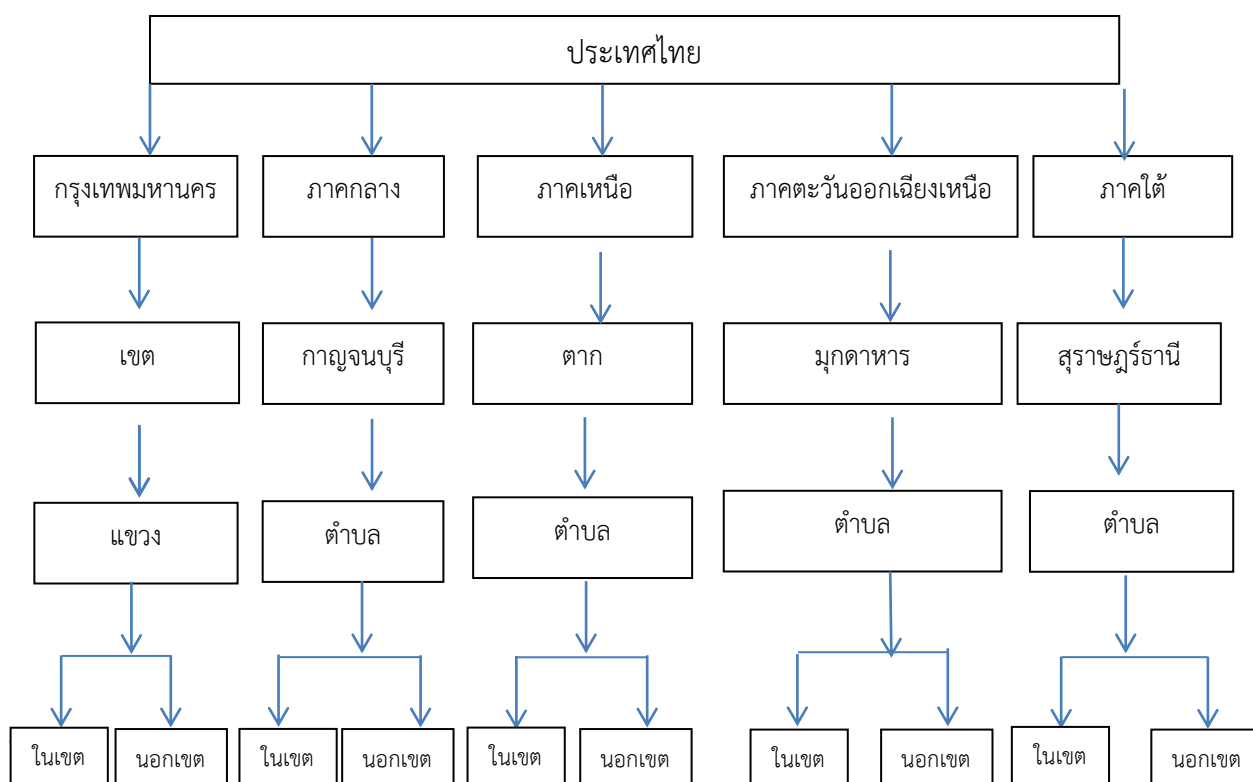 ประเทศไทย
กรุงเทพมหานคร
ภาคกลาง
ภาคเหนือ
ภาคตะวันออกเฉียงเหนือ
ภาคใต้
เขต
กาญจนบุรี
ตาก
มุกดาหาร
สุราษฎร์ธานี
แขวง
ตำบล
ตำบล
ตำบล
ตำบล
ในเขต
นอกเขต
ในเขต
นอกเขต
ในเขต
นอกเขต
ในเขต
นอกเขต
ในเขต
นอกเขต